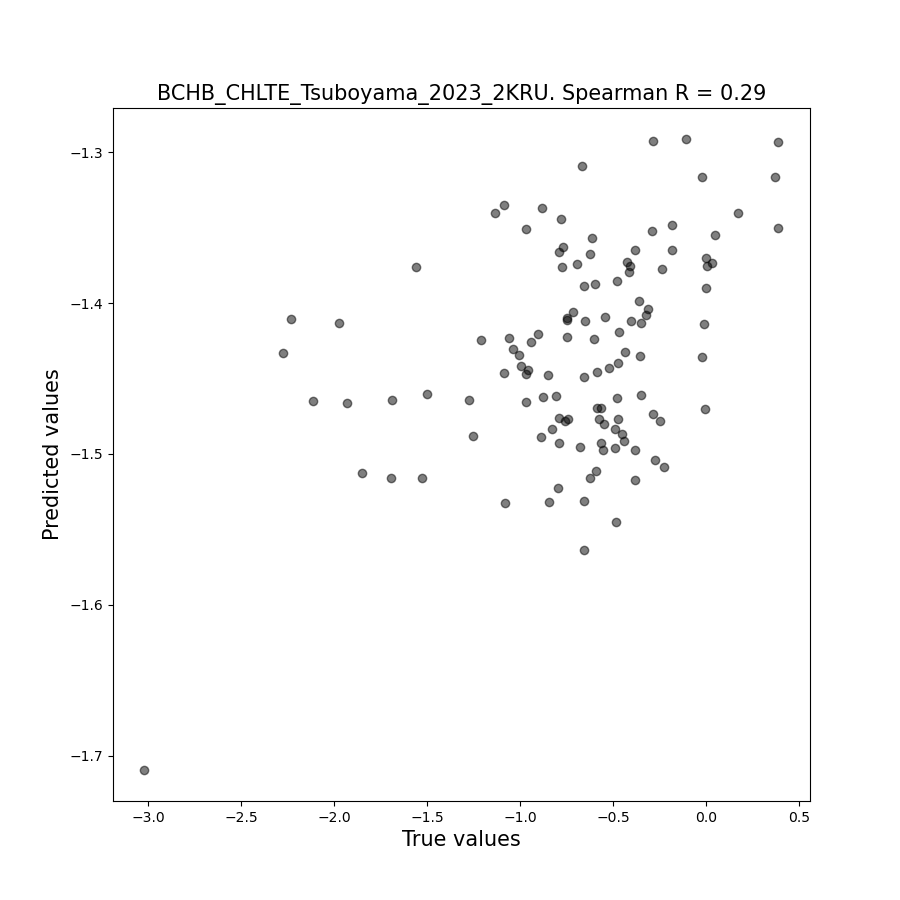 BCHB_CHLTE_Tsuboyama_2023_2KRU. Spearman R = 0.29
−1.3
−1.4
−1.5
−1.6
−1.7
Predicted values
−3.0 −2.5 −2.0 −1.5 −1.0 −0.5 0.0 0.5
True values